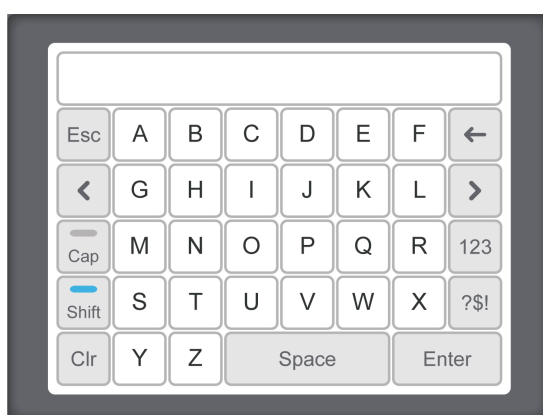 Esc A B C D E F ←
< G H I J K L >
Cap M N O P Q R 123
Shift S T U V W X ?$!
Clr Y Z Space Enter